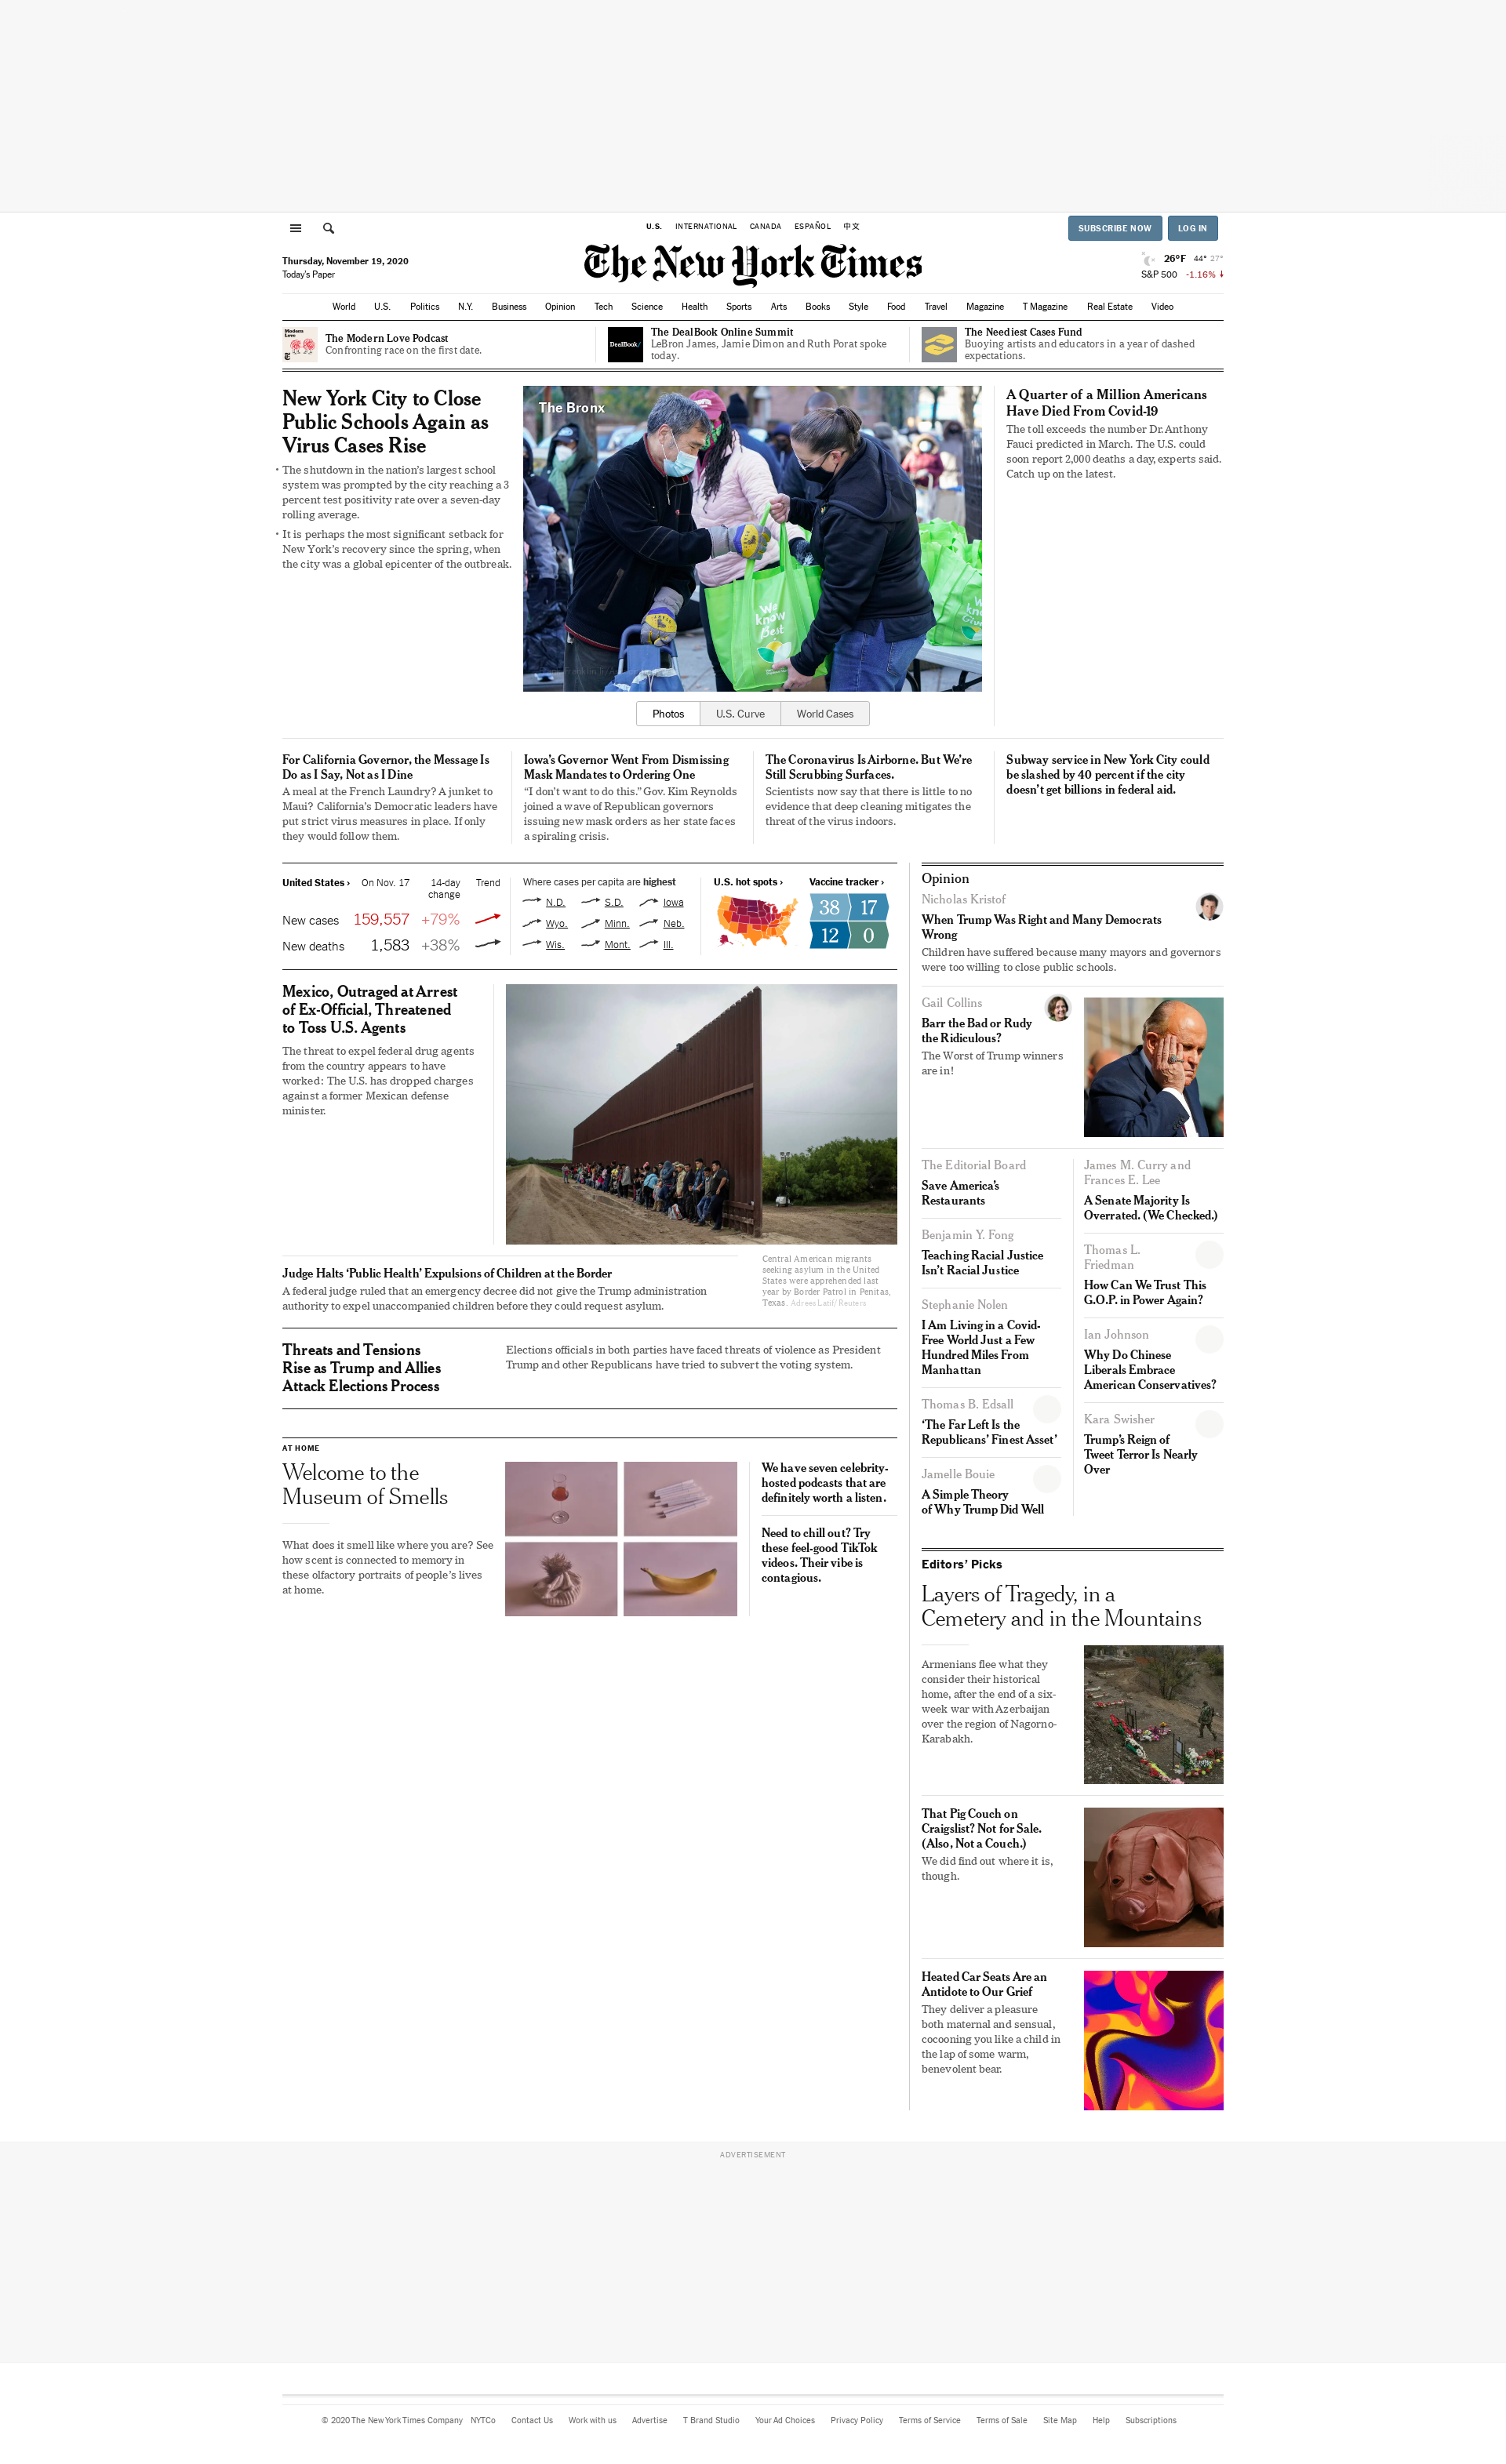 U.S. INTERNATIONAL CANADA ESPAÑOL 中文
SUBSCRIBE NOW LOG IN
Thursday, November 19, 2020
Today's Paper
The New York Times
26°F 44° 27°
S&P 500 -1.16%
World U.S. Politics N.Y. Business Opinion Tech Science Health Sports Arts Books Style Food Travel Magazine T Magazine Real Estate Video
Modern
Love
The Modern Love Podcast
Confronting race on the first date.
DealBook/
The DealBook Online Summit
LeBron James, Jamie Dimon and Ruth Porat spoke
today.
The Neediest Cases Fund
Buoying artists and educators in a year of dashed
expectations.
New York City to Close
Public Schools Again as
Virus Cases Rise
• The shutdown in the nation's largest school
system was prompted by the city reaching a 3
percent test positivity rate over a seven-day
rolling average.
• It is perhaps the most significant setback for
New York's recovery since the spring, when
the city was a global epicenter of the outbreak.
The Bronx
We
know
Best
Photos U.S. Curve World Cases
A Quarter of a Million Americans
Have Died From Covid-19
The toll exceeds the number Dr. Anthony
Fauci predicted in March. The U.S. could
soon report 2,000 deaths a day, experts said.
Catch up on the latest.
For California Governor, the Message Is
Do as I Say, Not as I Dine
A meal at the French Laundry? A junket to
Maui? California's Democratic leaders have
put strict virus measures in place. If only
they would follow them.
Iowa's Governor Went From Dismissing
Mask Mandates to Ordering One
“I don't want to do this.” Gov. Kim Reynolds
joined a wave of Republican governors
issuing new mask orders as her state faces
a spiraling crisis.
The Coronavirus Is Airborne. But We're
Still Scrubbing Surfaces.
Scientists now say that there is little to no
evidence that deep cleaning mitigates the
threat of the virus indoors.
Subway service in New York City could
be slashed by 40 percent if the city
doesn't get billions in federal aid.
United States › On Nov. 17 14-day Trend
change
New cases 159,557 +79%
New deaths 1,583 +38%
Where cases per capita are highest
N.D. S.D. Iowa
Wyo. Minn. Neb.
Wis. Mont. Ill.
U.S. hot spots ›
Vaccine tracker ›
38 17
12 0
Mexico, Outraged at Arrest
of Ex-Official, Threatened
to Toss U.S. Agents
The threat to expel federal drug agents
from the country appears to have
worked: The U.S. has dropped charges
against a former Mexican defense
minister.
Judge Halts ‘Public Health’ Expulsions of Children at the Border
A federal judge ruled that an emergency decree did not give the Trump administration
authority to expel unaccompanied children before they could request asylum.
Central American migrants
seeking asylum in the United
States were apprehended last
year by Border Patrol in Penitas,
Texas. Adrees Latif/Reuters
Threats and Tensions
Rise as Trump and Allies
Attack Elections Process
Elections officials in both parties have faced threats of violence as President
Trump and other Republicans have tried to subvert the voting system.
AT HOME
Welcome to the
Museum of Smells
What does it smell like where you are? See
how scent is connected to memory in
these olfactory portraits of people's lives
at home.
We have seven celebrity-
hosted podcasts that are
definitely worth a listen.
Need to chill out? Try
these feel-good TikTok
videos. Their vibe is
contagious.
Opinion
Nicholas Kristof
When Trump Was Right and Many Democrats
Wrong
Children have suffered because many mayors and governors
were too willing to close public schools.
Gail Collins
Barr the Bad or Rudy
the Ridiculous?
The Worst of Trump winners
are in!
The Editorial Board
Save America's
Restaurants
Benjamin Y. Fong
Teaching Racial Justice
Isn't Racial Justice
Stephanie Nolen
I Am Living in a Covid-
Free World Just a Few
Hundred Miles From
Manhattan
Thomas B. Edsall
‘The Far Left Is the
Republicans’ Finest Asset’
Jamelle Bouie
A Simple Theory
of Why Trump Did Well
James M. Curry and
Frances E. Lee
A Senate Majority Is
Overrated. (We Checked.)
Thomas L.
Friedman
How Can We Trust This
G.O.P. in Power Again?
Ian Johnson
Why Do Chinese
Liberals Embrace
American Conservatives?
Kara Swisher
Trump's Reign of
Tweet Terror Is Nearly
Over
Editors' Picks
Layers of Tragedy, in a
Cemetery and in the Mountains
Armenians flee what they
consider their historical
home, after the end of a six-
week war with Azerbaijan
over the region of Nagorno-
Karabakh.
That Pig Couch on
Craigslist? Not for Sale.
(Also, Not a Couch.)
We did find out where it is,
though.
Heated Car Seats Are an
Antidote to Our Grief
They deliver a pleasure
both maternal and sensual,
cocooning you like a child in
the lap of some warm,
benevolent bear.
ADVERTISEMENT
© 2020 The New York Times Company NYTCo Contact Us Work with us Advertise T Brand Studio Your Ad Choices Privacy Policy Terms of Service Terms of Sale Site Map Help Subscriptions